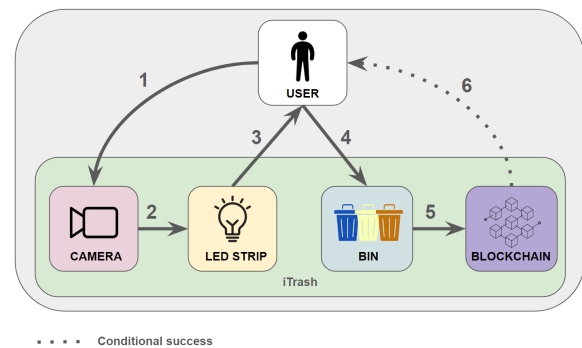 USER
1
6
3
4
2
5
CAMERA
LED STRIP
BIN
BLOCKCHAIN
iTrash
Conditional success